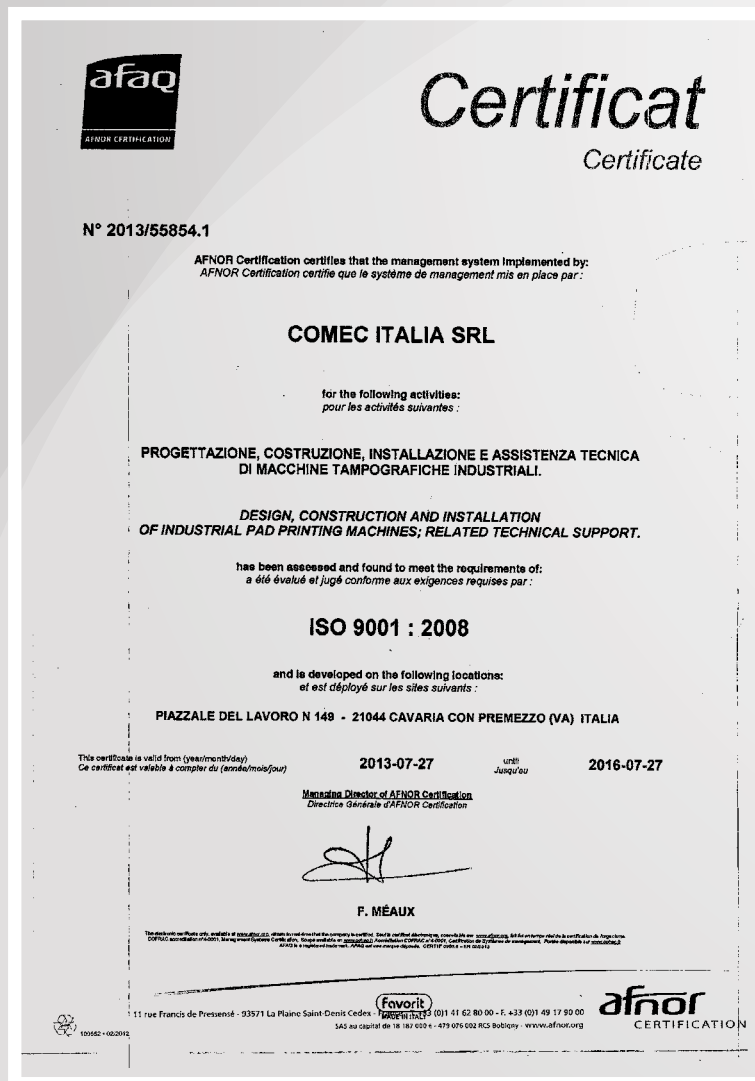 afaq
AFNOR CERTIFICATION
Certificat
Certificate
N° 2013/55854.1
AFNOR Certification certifies that the management system implemented by:
AFNOR Certification certifie que le système de management mis en place par :
COMEC ITALIA SRL
for the following activities:
pour les activités suivantes :
PROGETTAZIONE, COSTRUZIONE, INSTALLAZIONE E ASSISTENZA TECNICA
DI MACCHINE TAMPOGRAFICHE INDUSTRIALI.
DESIGN, CONSTRUCTION AND INSTALLATION
OF INDUSTRIAL PAD PRINTING MACHINES; RELATED TECHNICAL SUPPORT.
has been assessed and found to meet the requirements of:
a été évalué et jugé conforme aux exigences requises par :
ISO 9001 : 2008
and is developed on the following locations:
et est déployé sur les sites suivants :
PIAZZALE DEL LAVORO N 149 - 21044 CAVARIA CON PREMEZZO (VA) ITALIA
This certificate is valid from (year/month/day)
Ce certificat est valable à compter du (année/mois/jour)
2013-07-27
until
Jusqu'au
2016-07-27
Managing Director of AFNOR Certification
Directrice Générale d'AFNOR Certification
F. MÉAUX
Favorit
MADE IN ITALY
11 rue Francis de Pressensé - 93571 La Plaine Saint-Denis Cedex - (0)1 41 62 80 00 - F. +33 (0)1 49 17 90 00
SAS au capital de 18 187 000 € - 479 076 002 RCS Bobigny - www.afnor.org
afnor
CERTIFICATION